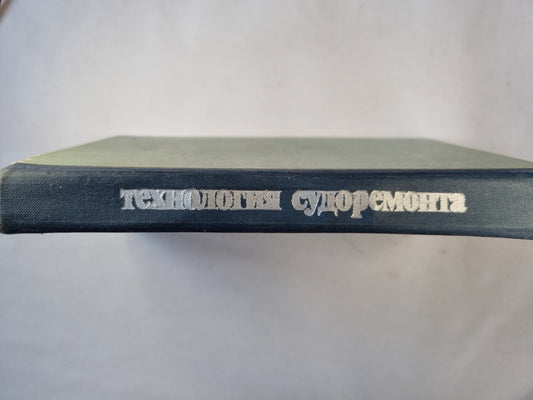 технология судоремонта